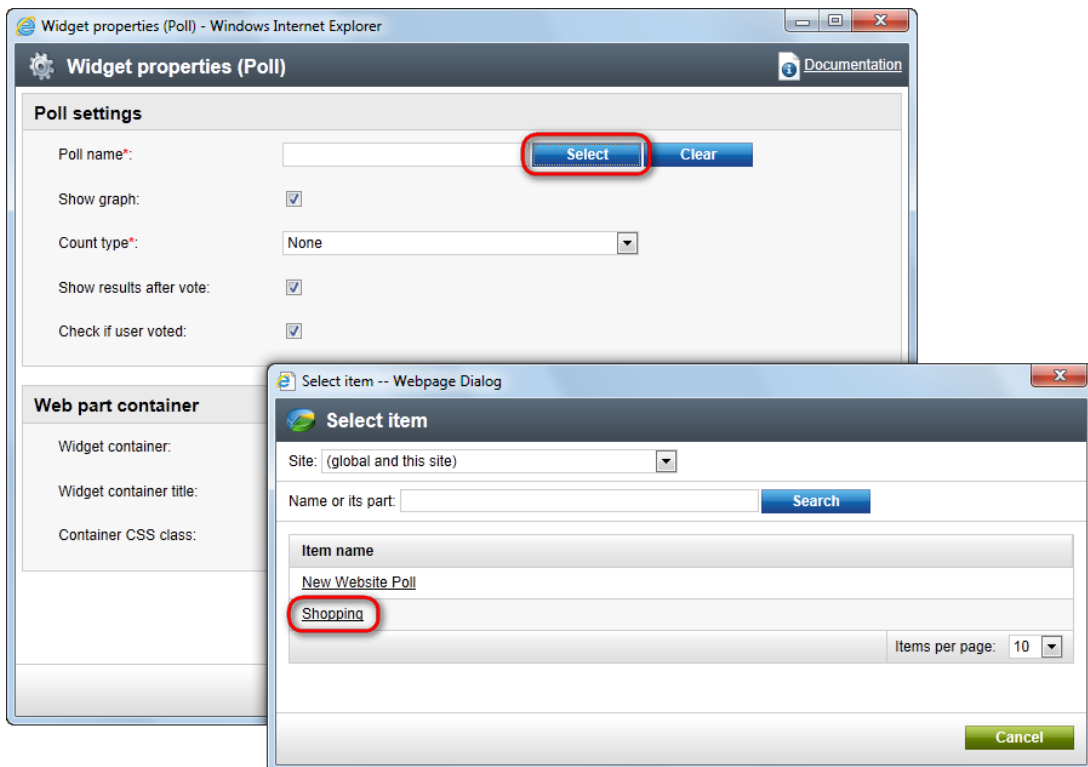 Widget properties (Poll) - Windows Internet Explorer
Widget properties (Poll)
Documentation
Poll settings
Poll name*:
Select
Clear
Show graph:
Count type*:
None
Show results after vote:
Check if user voted:
Web part container
Widget container:
Widget container title:
Container CSS class:
Select item -- Webpage Dialog
X
Select item
Site: (global and this site)
Name or its part:
Search
Item name
New Website Poll
Shopping
Items per page: 10
Cancel